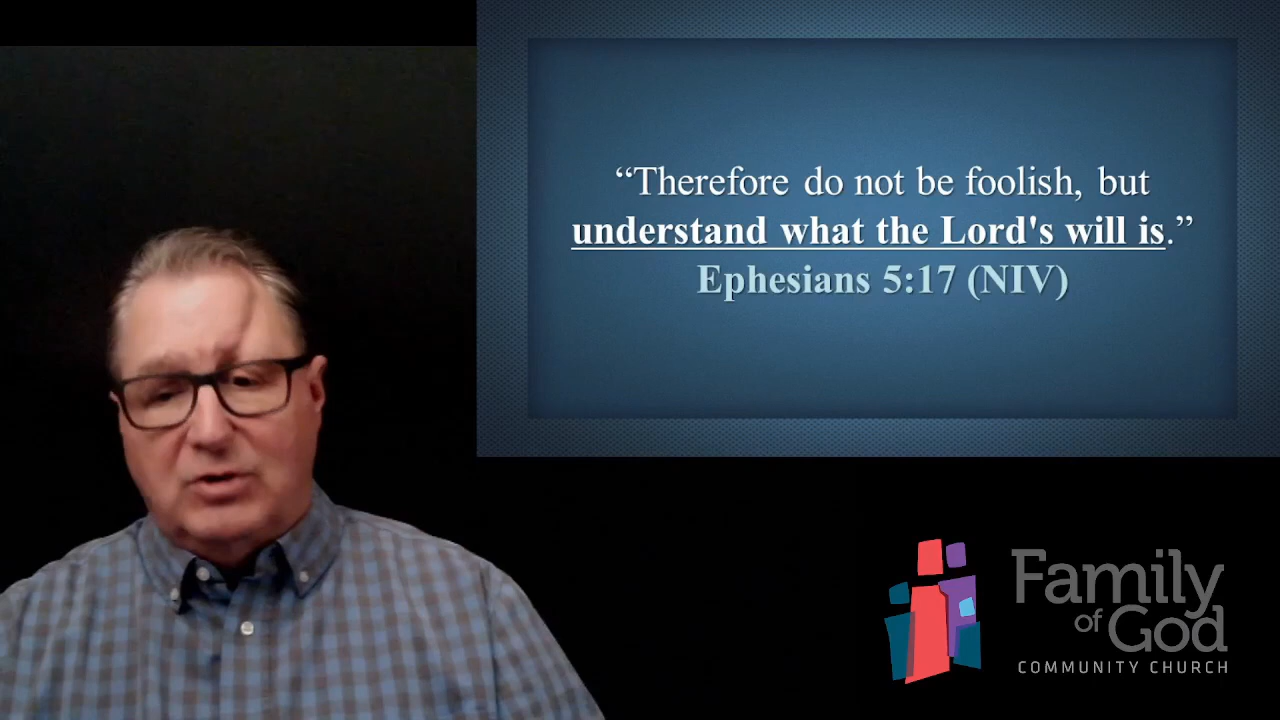 “Therefore do not be foolish, but
understand what the Lord's will is.”
Ephesians 5:17 (NIV)
Family
of God
COMMUNITY CHURCH